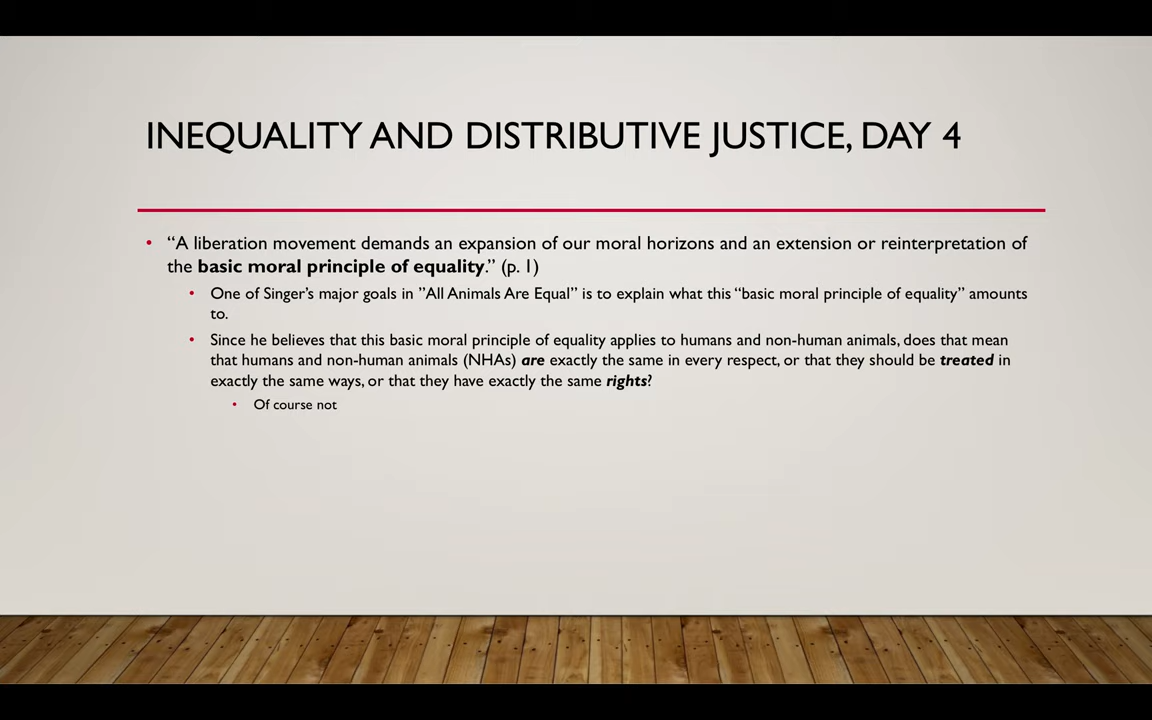 INEQUALITY AND DISTRIBUTIVE JUSTICE, DAY 4
• “A liberation movement demands an expansion of our moral horizons and an extension or reinterpretation of
the basic moral principle of equality.” (p. 1)
• One of Singer’s major goals in ”All Animals Are Equal” is to explain what this “basic moral principle of equality” amounts
to.
• Since he believes that this basic moral principle of equality applies to humans and non-human animals, does that mean
that humans and non-human animals (NHAs) are exactly the same in every respect, or that they should be treated in
exactly the same ways, or that they have exactly the same rights?
• Of course not